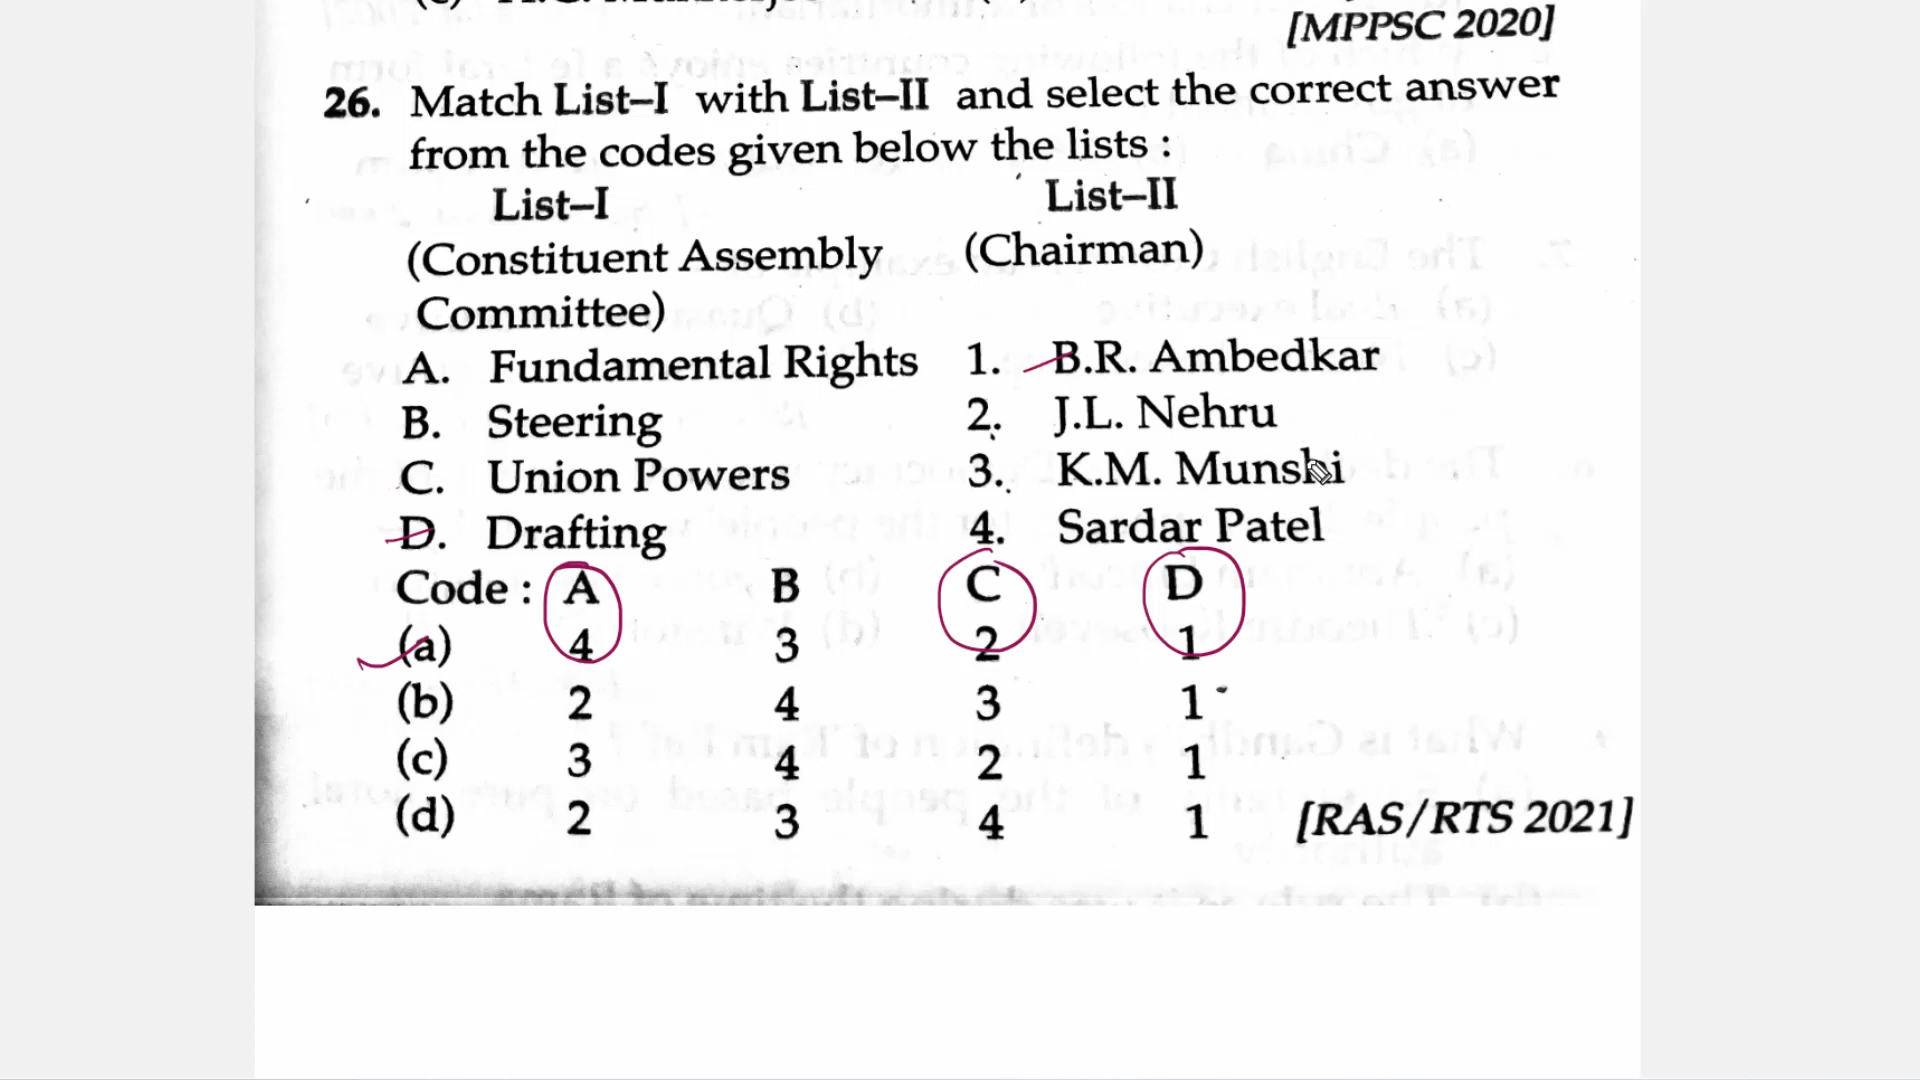 [MPPSC 2020]
26. Match List–I with List–II and select the correct answer
from the codes given below the lists :
List–I List–II
(Constituent Assembly (Chairman)
Committee)
A. Fundamental Rights 1. B.R. Ambedkar
B. Steering 2. J.L. Nehru
C. Union Powers 3. K.M. Munshi
D. Drafting 4. Sardar Patel
Code : A B C D
(a) 4 3 2 1
(b) 2 4 3 1
(c) 3 4 2 1
(d) 2 3 4 1 [RAS/RTS 2021]